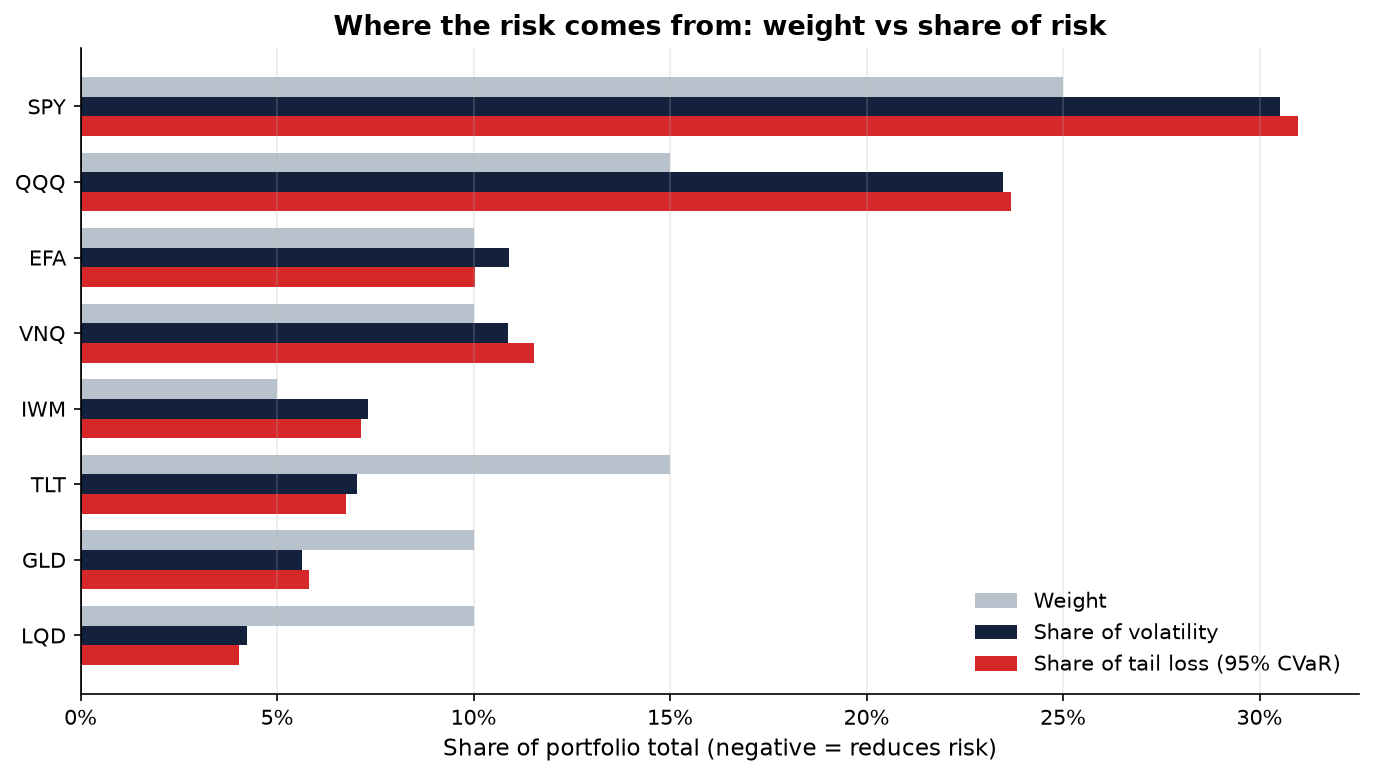 Where the risk comes from: weight vs share of risk
SPY
QQQ
EFA
VNQ
IWM
TLT
GLD
LQD
Weight
Share of volatility
Share of tail loss (95% CVaR)
0% 5% 10% 15% 20% 25% 30%
Share of portfolio total (negative = reduces risk)